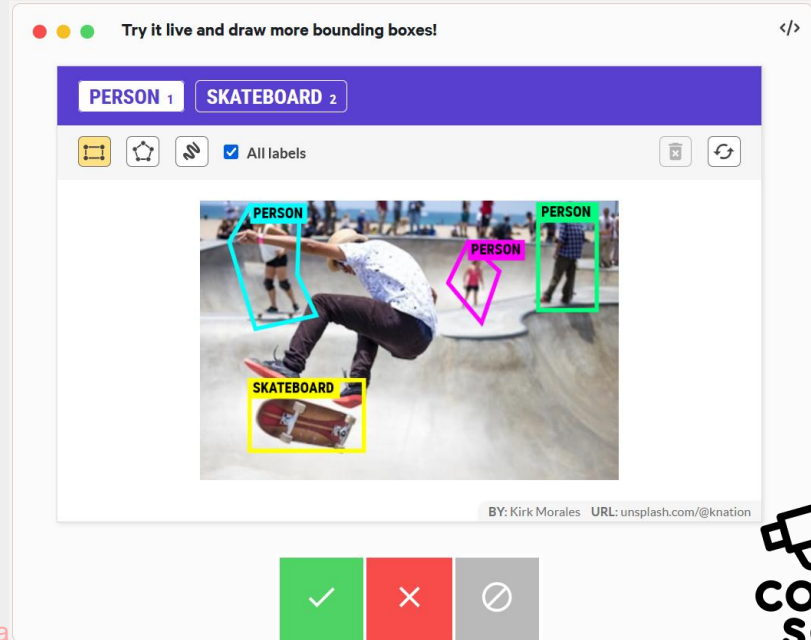 Try it live and draw more bounding boxes!
</>
PERSON 1 SKATEBOARD 2
All labels
PERSON
PERSON
PERSON
SKATEBOARD
BY: Kirk Morales URL: unsplash.com/@knation